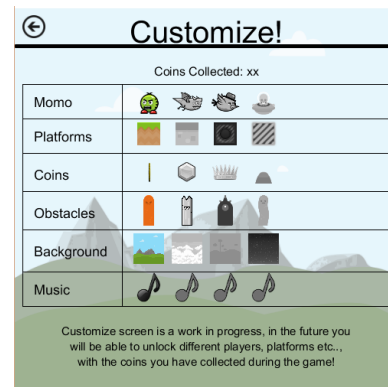 Customize!
Coins Collected: xx
Momo
Platforms
Coins
Obstacles
Background
Music
Customize screen is a work in progress, in the future you
will be able to unlock different players, platforms etc..,
with the coins you have collected during the game!